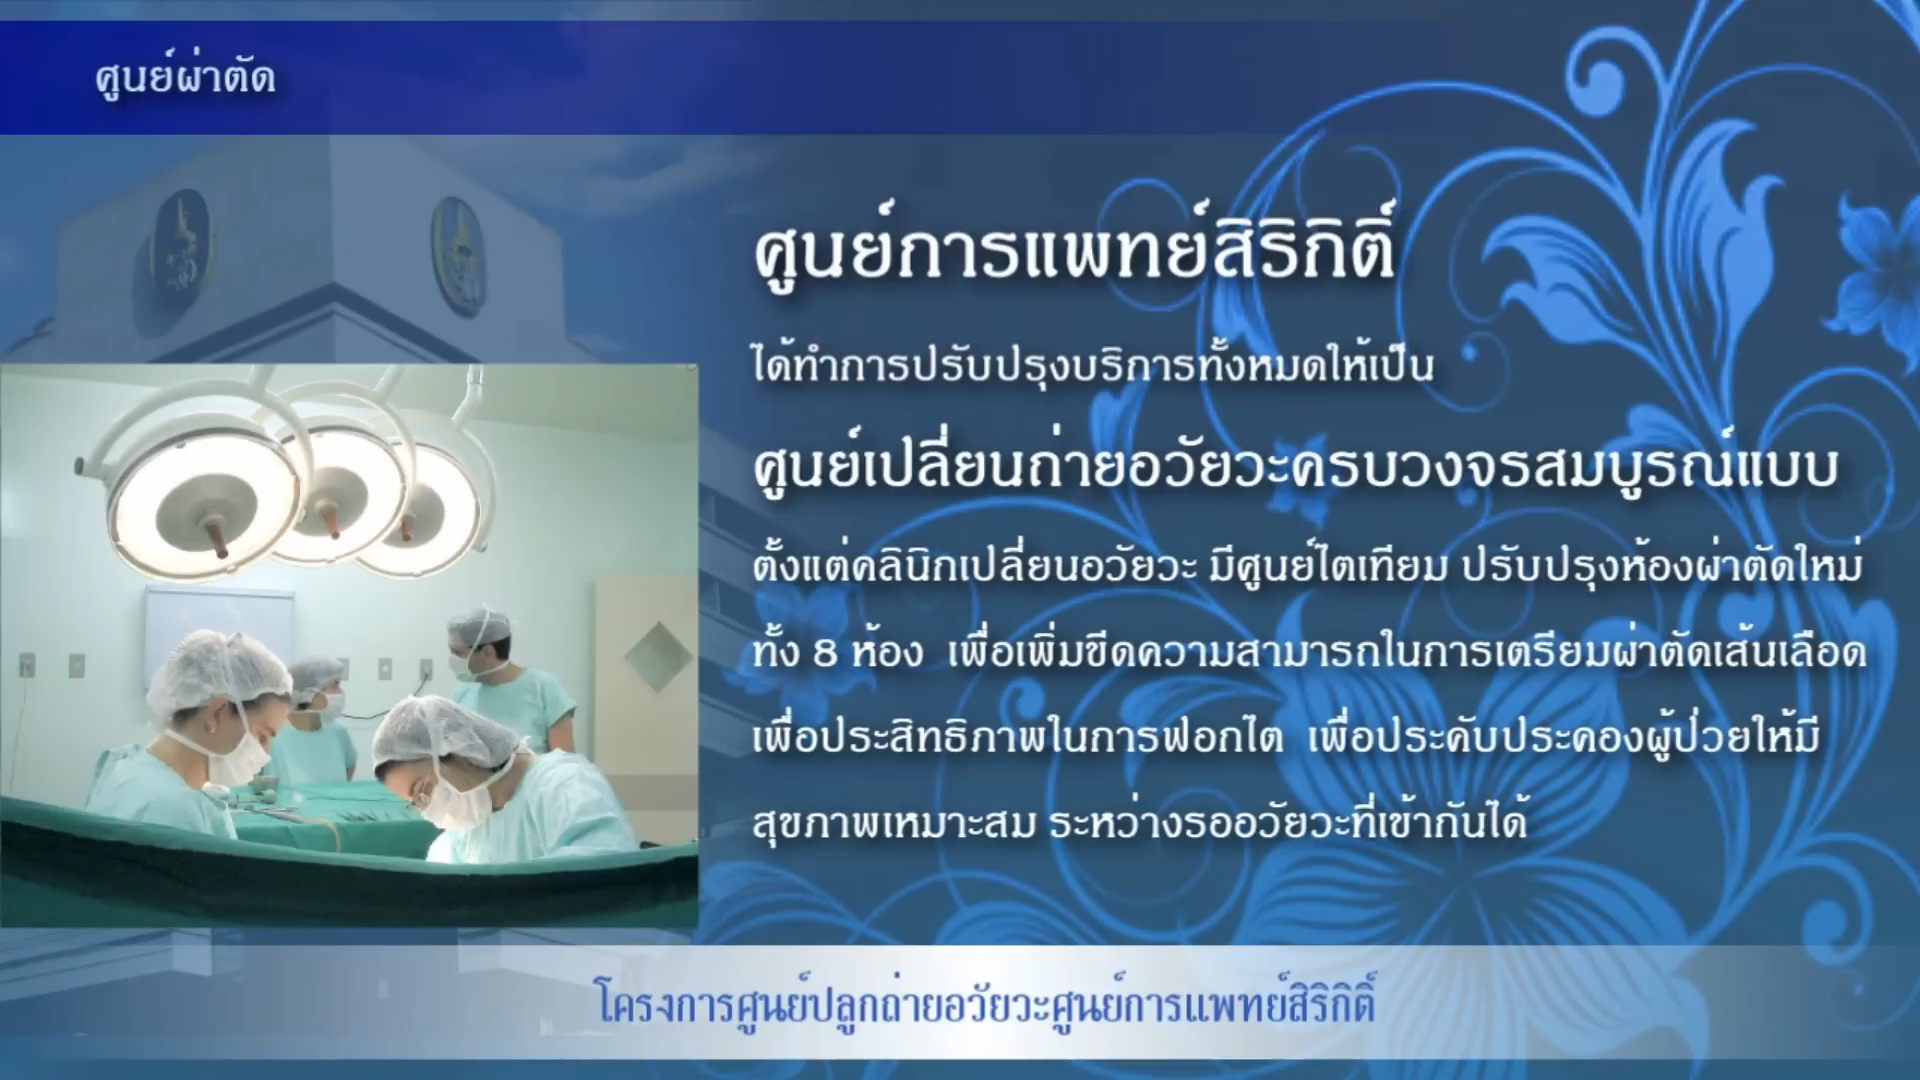 ศูนย์ผ่าตัด
ศูนย์การแพทย์สิริกิติ์
ได้ทำการปรับปรุงบริการทั้งหมดให้เป็น
ศูนย์เปลี่ยนถ่ายอวัยวะครบวงจรสมบูรณ์แบบ
ตั้งแต่คลินิกเปลี่ยนอวัยวะ มีศูนย์ไตเทียม ปรับปรุงห้องผ่าตัดใหม่
ทั้ง 8 ห้อง เพื่อเพิ่มขีดความสามารถในการเตรียมผ่าตัดเส้นเลือด
เพื่อประสิทธิภาพในการฟอกไต เพื่อประคับประคองผู้ป่วยให้มี
สุขภาพเหมาะสม ระหว่างรออวัยวะที่เข้ากันได้
โครงการศูนย์ปลูกถ่ายอวัยวะศูนย์การแพทย์สิริกิติ์